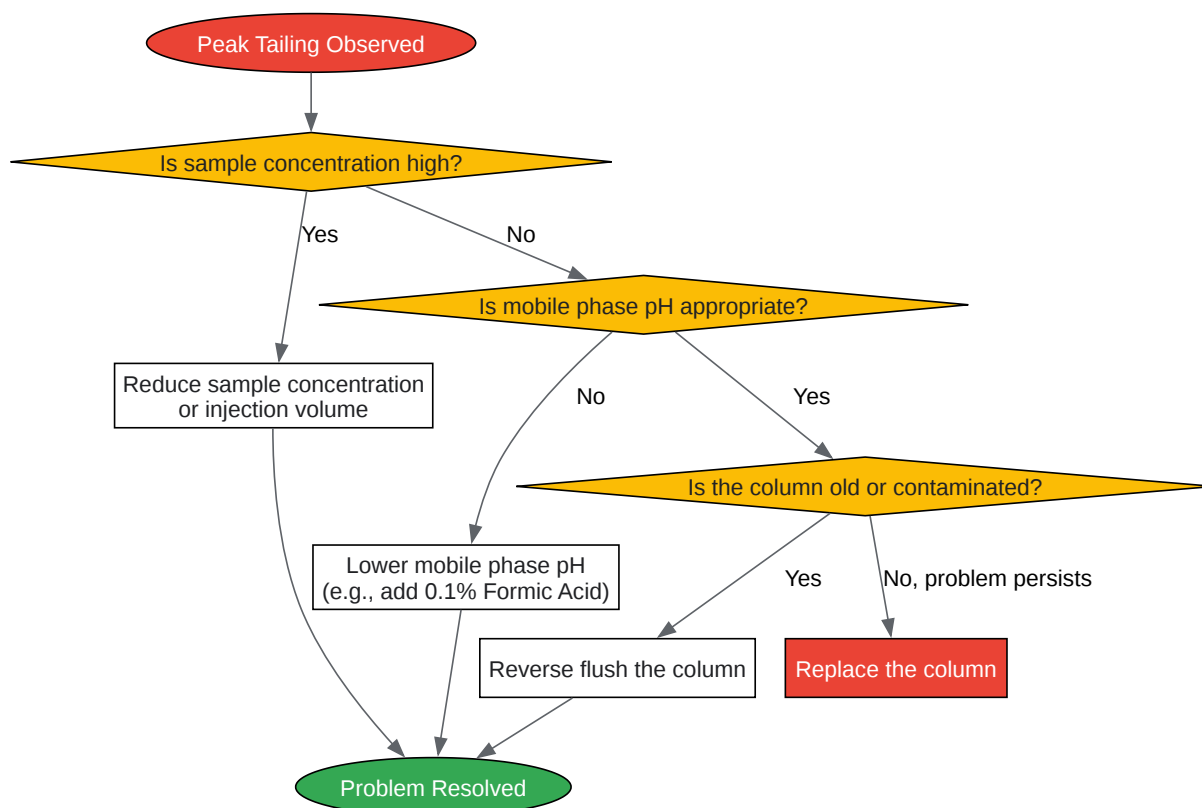 Peak Tailing Observed
Is sample concentration high?
Yes
No
Is mobile phase pH appropriate?
Reduce sample concentration
or injection volume
No
Yes
Is the column old or contaminated?
Lower mobile phase pH
(e.g., add 0.1% Formic Acid)
Yes
No, problem persists
Reverse flush the column
Replace the column
Problem Resolved